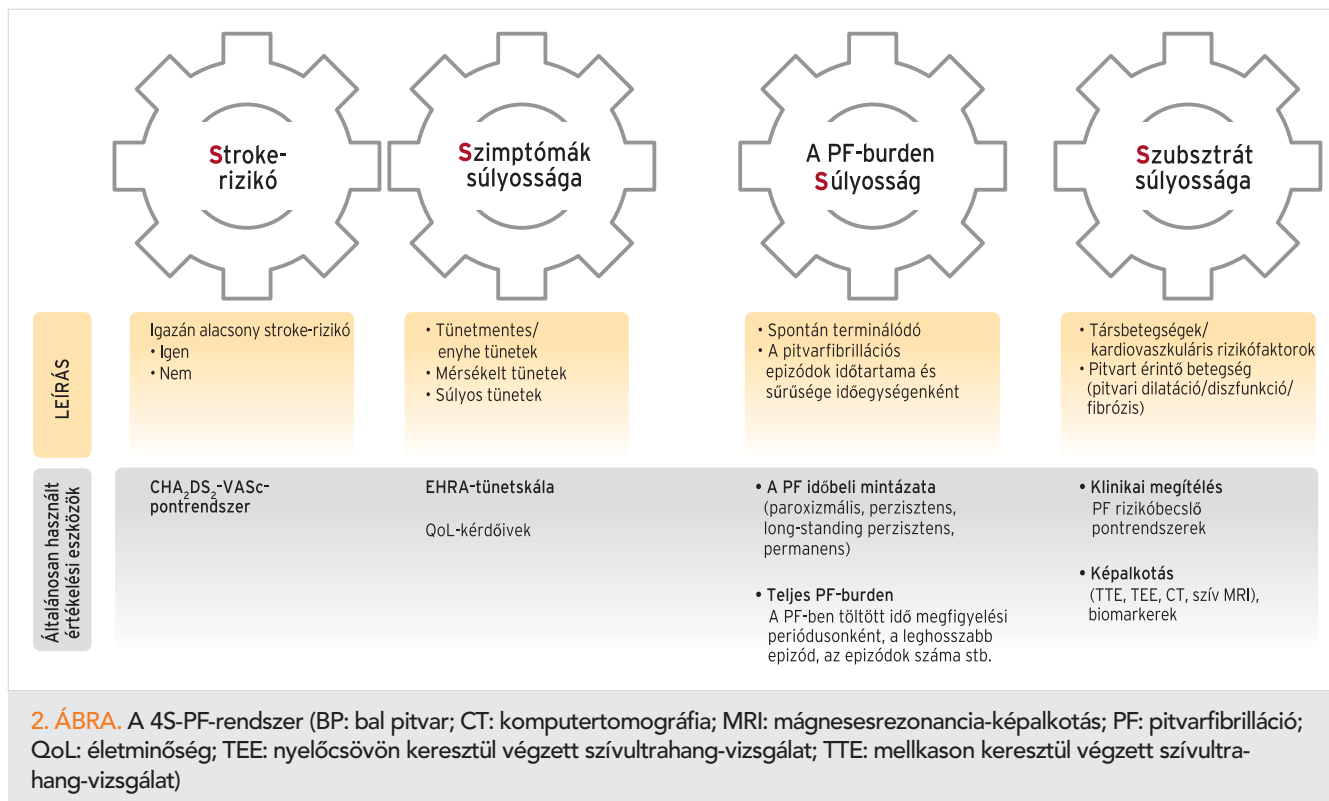 Stroke-
rizikó
Szimptómák
súlyossága
A PF-burden
Súlyosság
Szubsztrát
súlyossága
LEÍRÁS
Igazán alacsony stroke-rizikó
• Igen
• Nem
• Tünetmentes/
enyhe tünetek
• Mérsékelt tünetek
• Súlyos tünetek
• Spontán terminálódó
• A pitvarfibrillációs
epizódok időtartama és
sűrűsége időegységenként
• Társbetegségek/
kardiovaszkuláris rizikófaktorok
• Pitvart érintő betegség
(pitvari dilatáció/diszfunkció/
fibrózis)
Általánosan használt
értékelési eszközök
CHA₂DS₂-VASc-
pontrendszer
EHRA-tünetskála
QoL-kérdőivek
• A PF időbeli mintázata
(paroxizmális, perzisztens,
long-standing perzisztens,
permanens)
• Teljes PF-burden
A PF-ben töltött idő megfigyelési
periódusonként, a leghosszabb
epizód, az epizódok száma stb.
• Klinikai megítélés
PF rizikóbecslő
pontrendszerek
• Képalkotás
(TTE, TEE, CT, szív MRI),
biomarkerek
2. ÁBRA. A 4S-PF-rendszer (BP: bal pitvar; CT: komputertomográfia; MRI: mágnesesrezonancia-képalkotás; PF: pitvarfibrilláció;
QoL: életminőség; TEE: nyelőcsövön keresztül végzett szívultrahang-vizsgálat; TTE: mellkason keresztül végzett szívultra-
hang-vizsgálat)